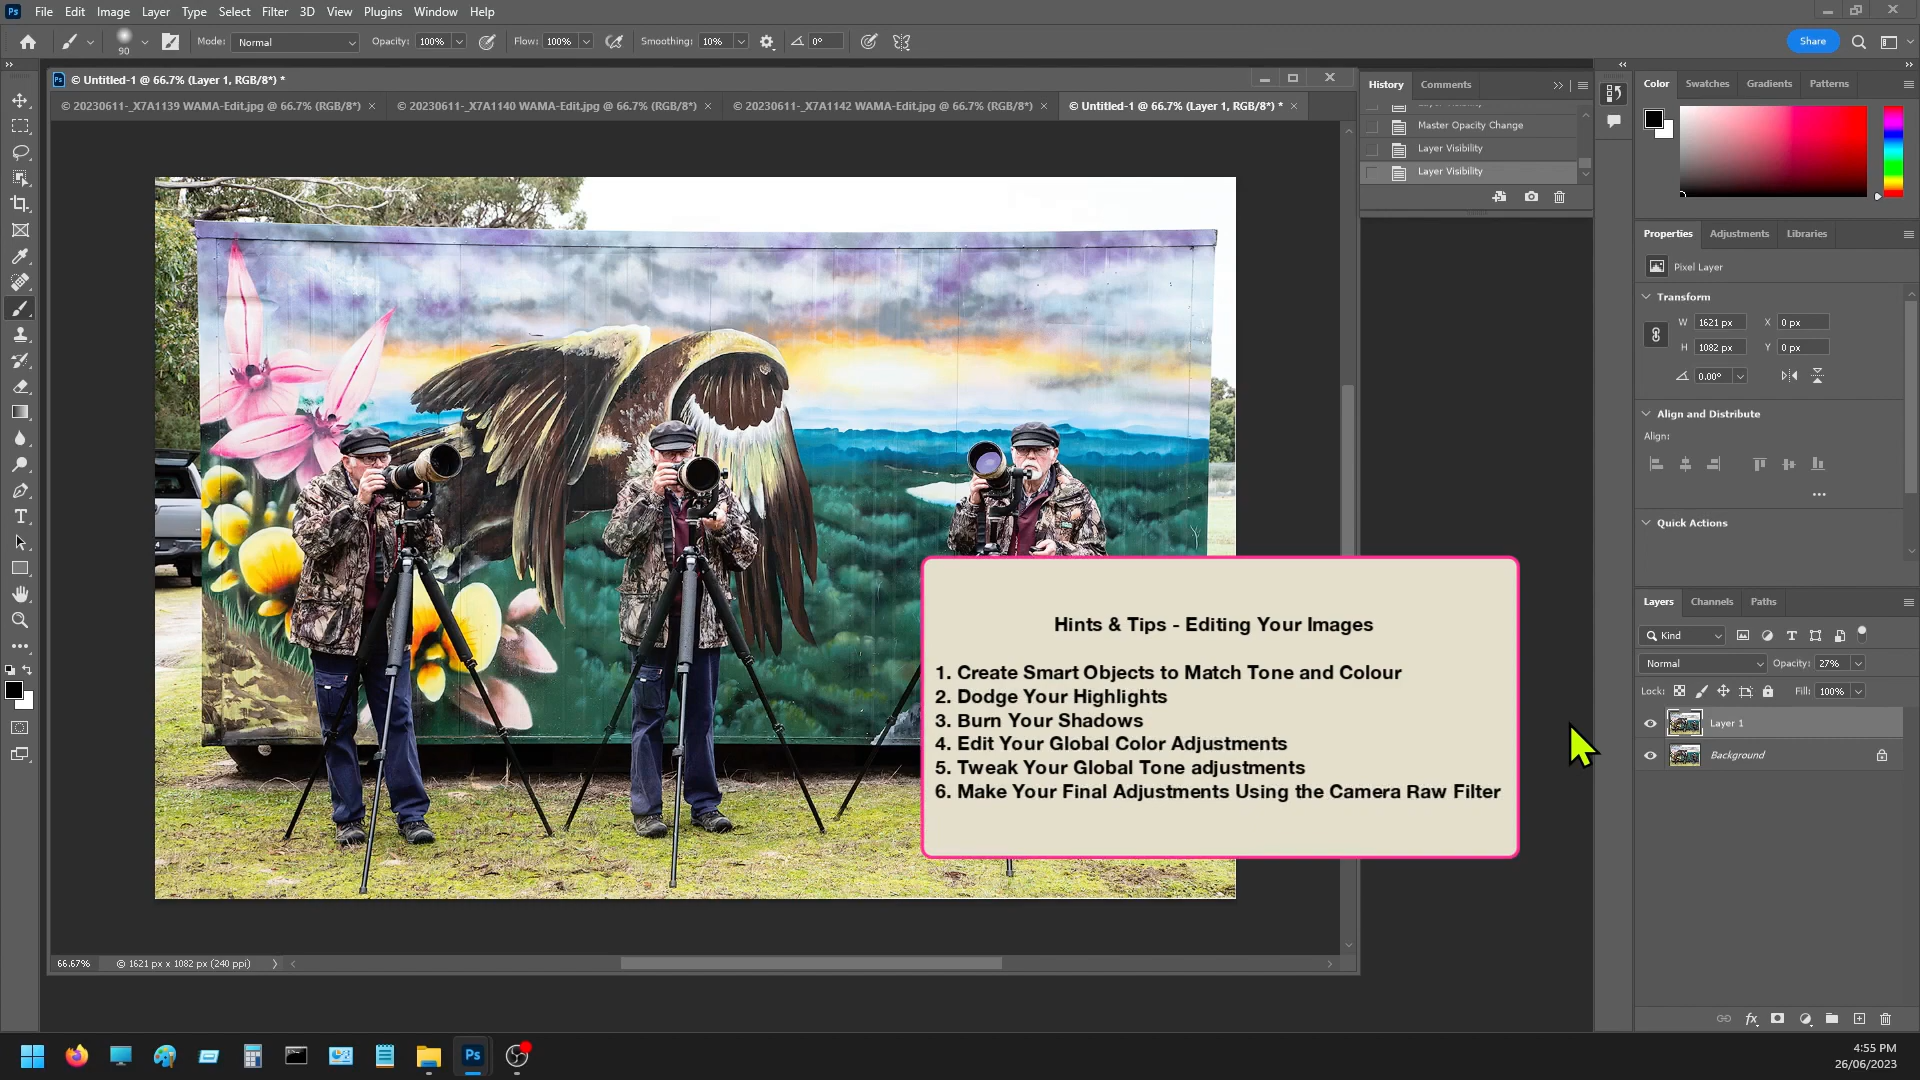 File Edit Image Layer Type Select Filter 3D View Plugins Window Help
90 Mode: Normal Opacity: 100% Flow: 100% Smoothing: 10% 0° Share
© Untitled-1 @ 66.7% (Layer 1, RGB/8*) *
© 20230611-_X7A1139 WAMA-Edit.jpg @ 66.7% (RGB/8*) © 20230611-_X7A1140 WAMA-Edit.jpg @ 66.7% (RGB/8*) © 20230611-_X7A1142 WAMA-Edit.jpg @ 66.7% (RGB/8*) © Untitled-1 @ 66.7% (Layer 1, RGB/8*) *
History Comments
Master Opacity Change
Layer Visibility
Layer Visibility
Color Swatches Gradients Patterns
Properties Adjustments Libraries
Pixel Layer
Transform
W 1621 px X 0 px
H 1082 px Y 0 px
0.00°
Align and Distribute
Align:
Quick Actions
Layers Channels Paths
Kind
Normal Opacity: 27%
Lock: Fill: 100%
Layer 1
Background
Hints & Tips - Editing Your Images
1. Create Smart Objects to Match Tone and Colour
2. Dodge Your Highlights
3. Burn Your Shadows
4. Edit Your Global Color Adjustments
5. Tweak Your Global Tone adjustments
6. Make Your Final Adjustments Using the Camera Raw Filter
66.67% © 1621 px x 1082 px (240 ppi)
4:55 PM
26/06/2023